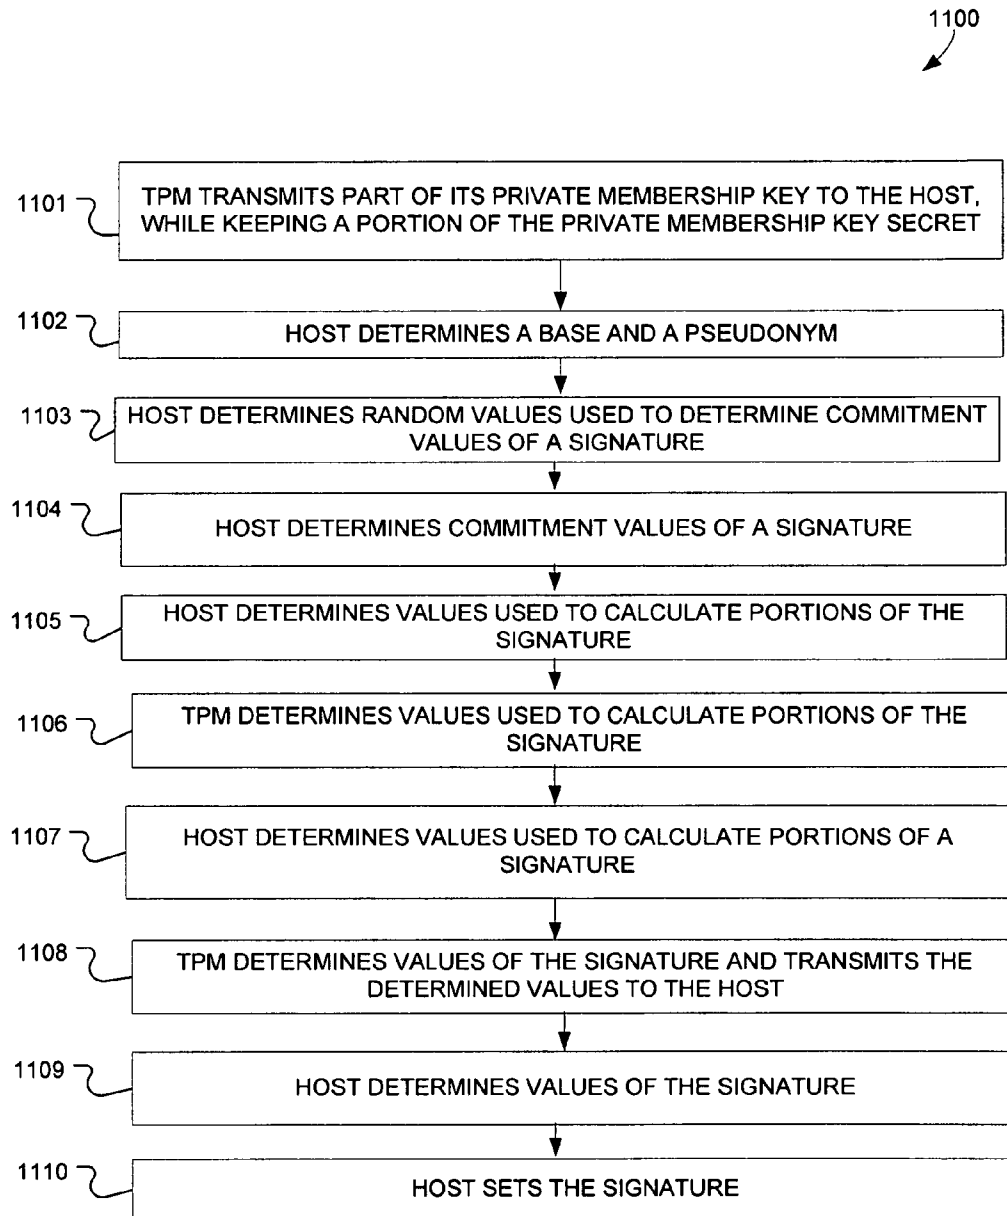 1100
1101
TPM TRANSMITS PART OF ITS PRIVATE MEMBERSHIP KEY TO THE HOST,
WHILE KEEPING A PORTION OF THE PRIVATE MEMBERSHIP KEY SECRET
1102
HOST DETERMINES A BASE AND A PSEUDONYM
1103
HOST DETERMINES RANDOM VALUES USED TO DETERMINE COMMITMENT
VALUES OF A SIGNATURE
1104
HOST DETERMINES COMMITMENT VALUES OF A SIGNATURE
1105
HOST DETERMINES VALUES USED TO CALCULATE PORTIONS OF THE
SIGNATURE
1106
TPM DETERMINES VALUES USED TO CALCULATE PORTIONS OF THE
SIGNATURE
1107
HOST DETERMINES VALUES USED TO CALCULATE PORTIONS OF A
SIGNATURE
1108
TPM DETERMINES VALUES OF THE SIGNATURE AND TRANSMITS THE
DETERMINED VALUES TO THE HOST
1109
HOST DETERMINES VALUES OF THE SIGNATURE
1110
HOST SETS THE SIGNATURE